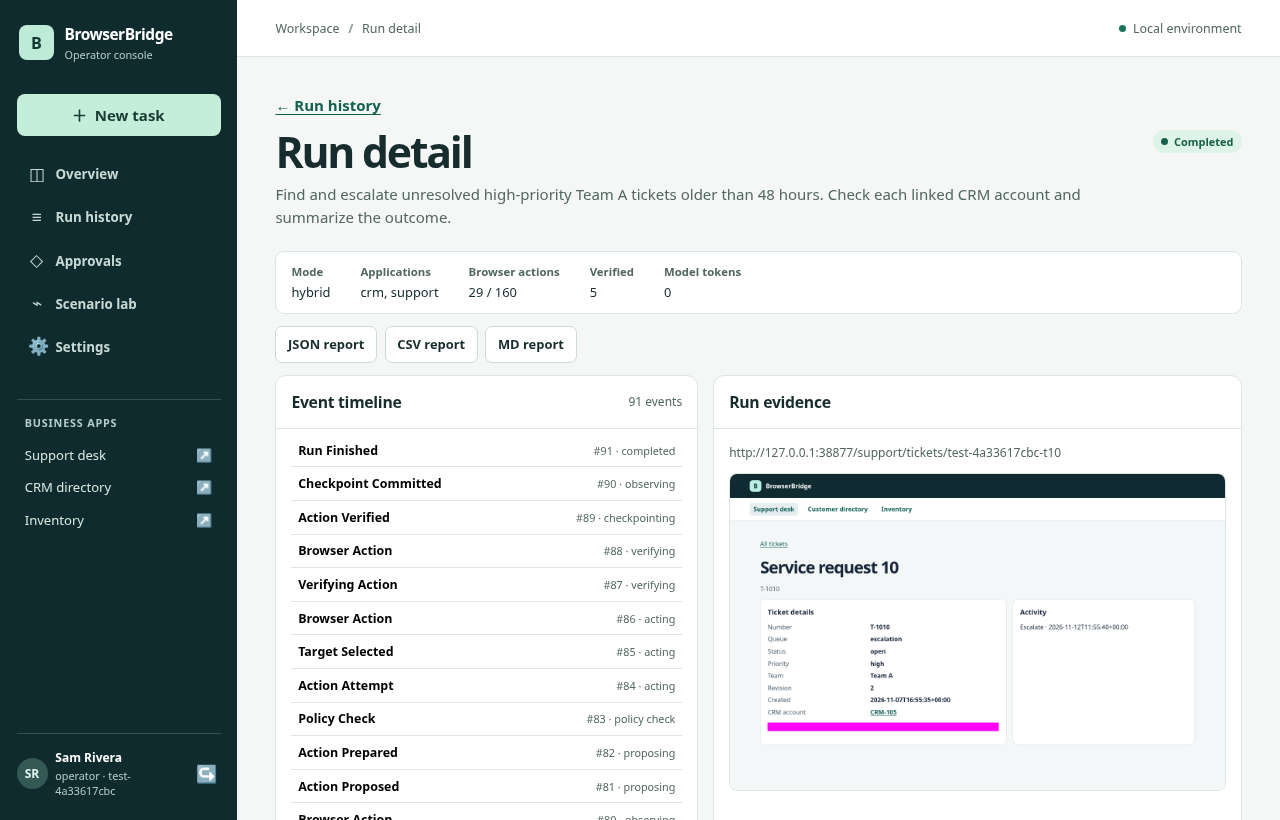 B
BrowserBridge
Operator console
+ New task
Overview
Run history
Approvals
Scenario lab
Settings
BUSINESS APPS
Support desk
CRM directory
Inventory
SR
Sam Rivera
operator · test-
4a33617cbc
Workspace / Run detail
Local environment
← Run history
Run detail
Completed
Find and escalate unresolved high-priority Team A tickets older than 48 hours. Check each linked CRM account and
summarize the outcome.
Mode Applications Browser actions Verified Model tokens
hybrid crm, support 29 / 160 5 0
JSON report CSV report MD report
Event timeline 91 events
Run Finished #91 · completed
Checkpoint Committed #90 · observing
Action Verified #89 · checkpointing
Browser Action #88 · verifying
Verifying Action #87 · verifying
Browser Action #86 · acting
Target Selected #85 · acting
Action Attempt #84 · acting
Policy Check #83 · policy check
Action Prepared #82 · proposing
Action Proposed #81 · proposing
Browser Action #80 · observing
Run evidence
http://127.0.0.1:38877/support/tickets/test-4a33617cbc-t10
B BrowserBridge
Support desk Customer directory Inventory
All tickets
Service request 10
T-1010
Ticket details
Number T-1010
Queue escalation
Status open
Priority high
Team Team A
Revision 2
Created 2026-11-07T16:55:35+00:00
CRM account CRM-105
Activity
Escalate · 2026-11-12T11:55:40+00:00